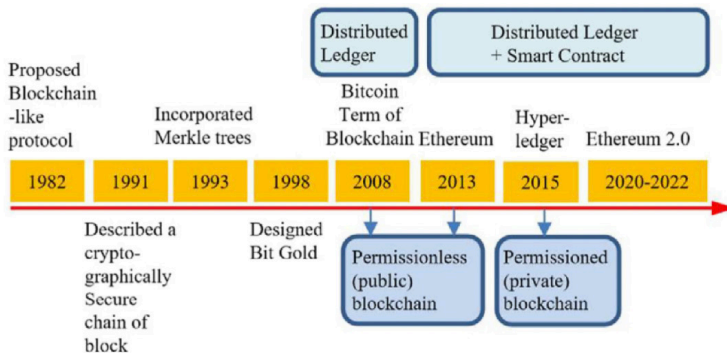 Distributed
Ledger
Distributed Ledger
+ Smart Contract
Proposed
Blockchain
-like
protocol
Incorporated
Merkle trees
Bitcoin
Term of
Blockchain
Ethereum
Hyper-
ledger
Ethereum 2.0
1982
1991
1993
1998
2008
2013
2015
2020-2022
Described a
crypto-
graphically
Secure
chain of
block
Designed
Bit Gold
Permissionless
(public)
blockchain
Permissioned
(private)
blockchain